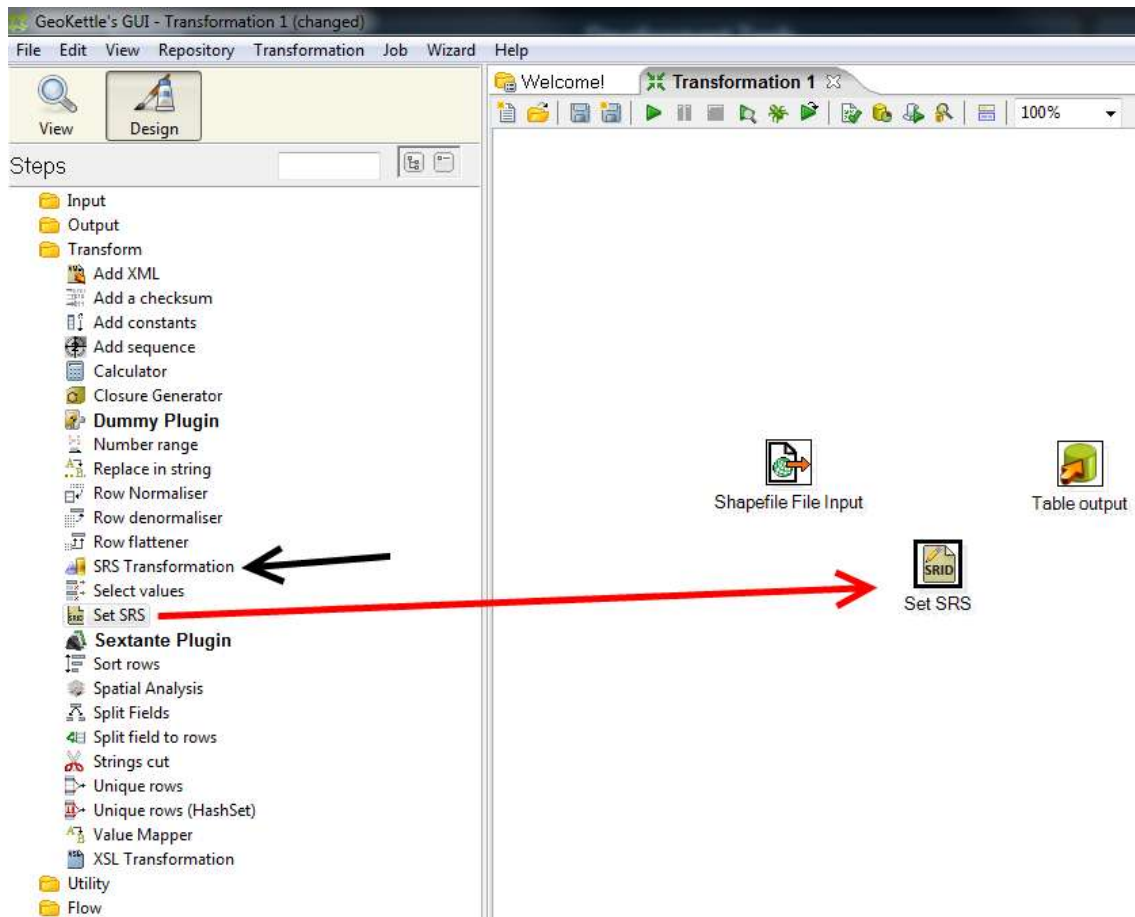 GeoKettle's GUI - Transformation 1 (changed)
File Edit View Repository Transformation Job Wizard Help
View
Design
Welcome!
Transformation 1
100%
Steps
Input
Output
Transform
Add XML
Add a checksum
Add constants
Add sequence
Calculator
Closure Generator
Dummy Plugin
Number range
Replace in string
Row Normaliser
Row denormaliser
Row flattener
SRS Transformation
Select values
Set SRS
Sextante Plugin
Sort rows
Spatial Analysis
Split Fields
Split field to rows
Strings cut
Unique rows
Unique rows (HashSet)
Value Mapper
XSL Transformation
Utility
Flow
Shapefile File Input
Table output
SRID
Set SRS